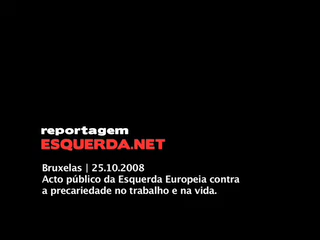 reportagem
ESQUERDA.NET
Bruxelas | 25.10.2008
Acto público da Esquerda Europeia contra
a precariedade no trabalho e na vida.